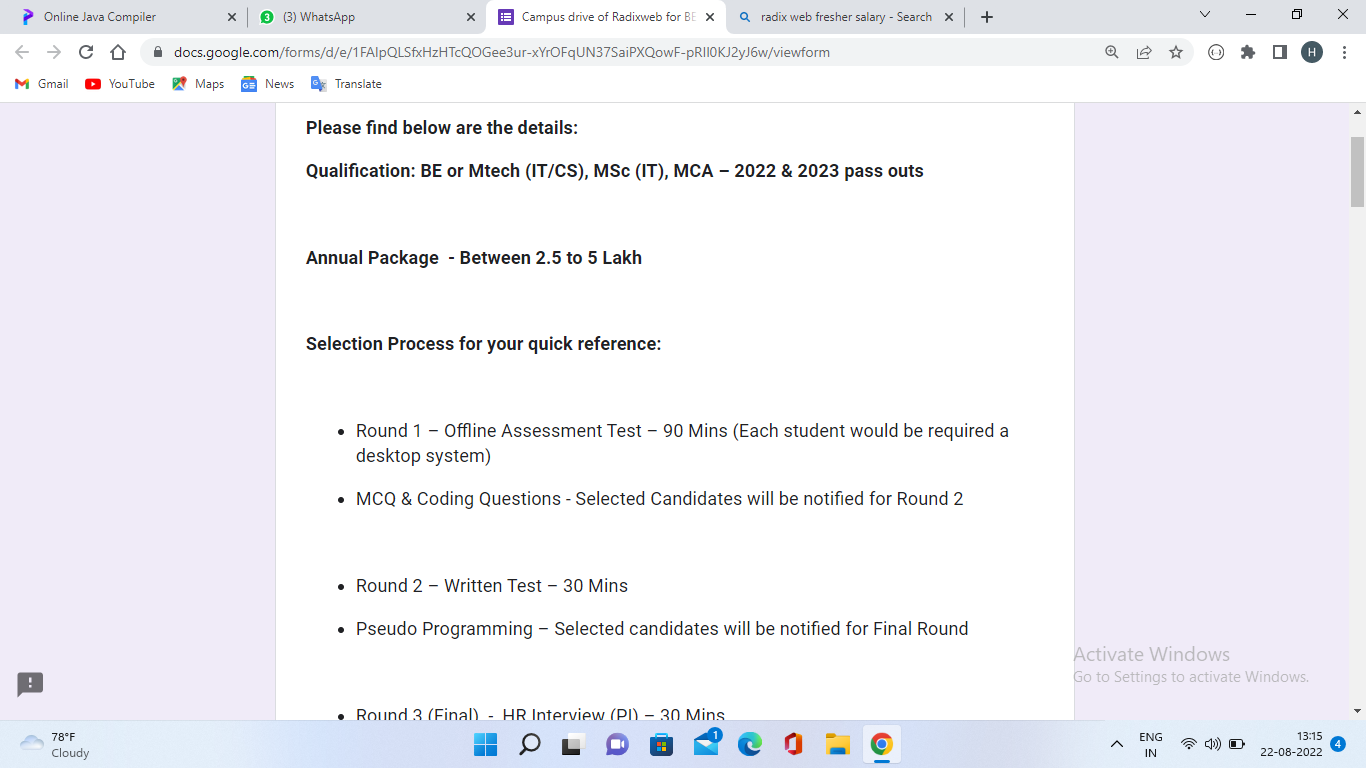 Online Java Compiler
3
(3) WhatsApp
Campus drive of Radixweb for BE
radix web fresher salary - Search
docs.google.com/forms/d/e/1FAIpQLSfxHzHTcQOGee3ur-xYrOFqUN37SaiPXQowF-pRIl0KJ2yJ6w/viewform
H
Gmail
YouTube
Maps
GE
News
Translate
Please find below are the details:
Qualification: BE or Mtech (IT/CS), MSc (IT), MCA – 2022 & 2023 pass outs
Annual Package - Between 2.5 to 5 Lakh
Selection Process for your quick reference:
• Round 1 – Offline Assessment Test – 90 Mins (Each student would be required a
desktop system)
• MCQ & Coding Questions - Selected Candidates will be notified for Round 2
• Round 2 – Written Test – 30 Mins
• Pseudo Programming – Selected candidates will be notified for Final Round
Activate Windows
Go to Settings to activate Windows.
• Round 3 (Final) - HR Interview (PI) – 30 Mins
78°F
Cloudy
1
ENG
IN
13:15
22-08-2022
4